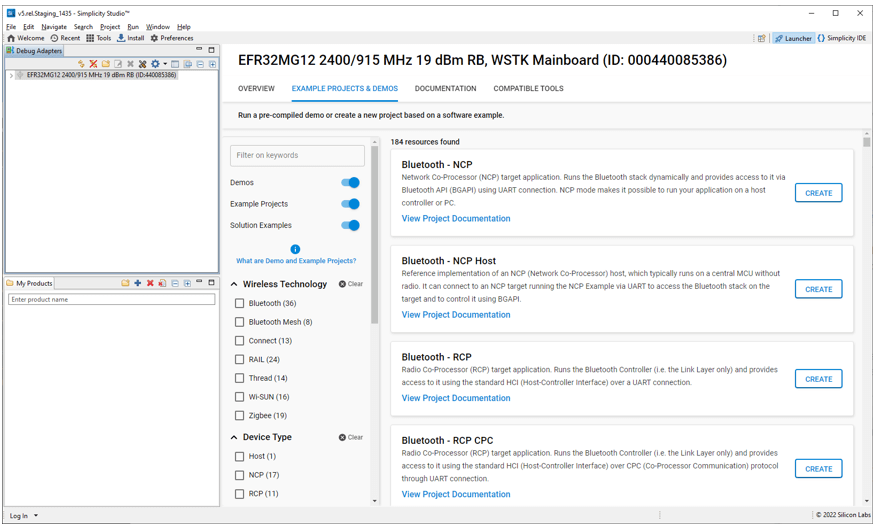 v5.rel.Staging_1435 - Simplicity Studio™
File Edit Navigate Search Project Run Window Help
Welcome Recent Tools Install Preferences
Launcher Simplicity IDE
Debug Adapters
EFR32MG12 2400/915 MHz 19 dBm RB (ID:440085386)
My Products
Enter product name
EFR32MG12 2400/915 MHz 19 dBm RB, WSTK Mainboard (ID: 000440085386)
OVERVIEW EXAMPLE PROJECTS & DEMOS DOCUMENTATION COMPATIBLE TOOLS
Run a pre-compiled demo or create a new project based on a software example.
Filter on keywords
Demos
Example Projects
Solution Examples
What are Demo and Example Projects?
Wireless Technology Clear
Bluetooth (36)
Bluetooth Mesh (8)
Connect (13)
RAIL (24)
Thread (14)
Wi-SUN (16)
Zigbee (19)
Device Type Clear
Host (1)
NCP (17)
RCP (11)
184 resources found
Bluetooth - NCP
Network Co-Processor (NCP) target application. Runs the Bluetooth stack dynamically and provides access to it via
Bluetooth API (BGAPI) using UART connection. NCP mode makes it possible to run your application on a host
controller or PC.
View Project Documentation
CREATE
Bluetooth - NCP Host
Reference implementation of an NCP (Network Co-Processor) host, which typically runs on a central MCU without
radio. It can connect to an NCP target running the NCP Example via UART to access the Bluetooth stack on the
target and to control it using BGAPI.
View Project Documentation
CREATE
Bluetooth - RCP
Radio Co-Processor (RCP) target application. Runs the Bluetooth Controller (i.e. the Link Layer only) and provides
access to it using the standard HCI (Host-Controller Interface) over a UART connection.
View Project Documentation
CREATE
Bluetooth - RCP CPC
Radio Co-Processor (RCP) target application. Runs the Bluetooth Controller (i.e. the Link Layer only) and provides
access to it using the standard HCI (Host-Controller Interface) over CPC (Co-Processor Communication) protocol
through UART connection.
View Project Documentation
CREATE
Log In
© 2022 Silicon Labs